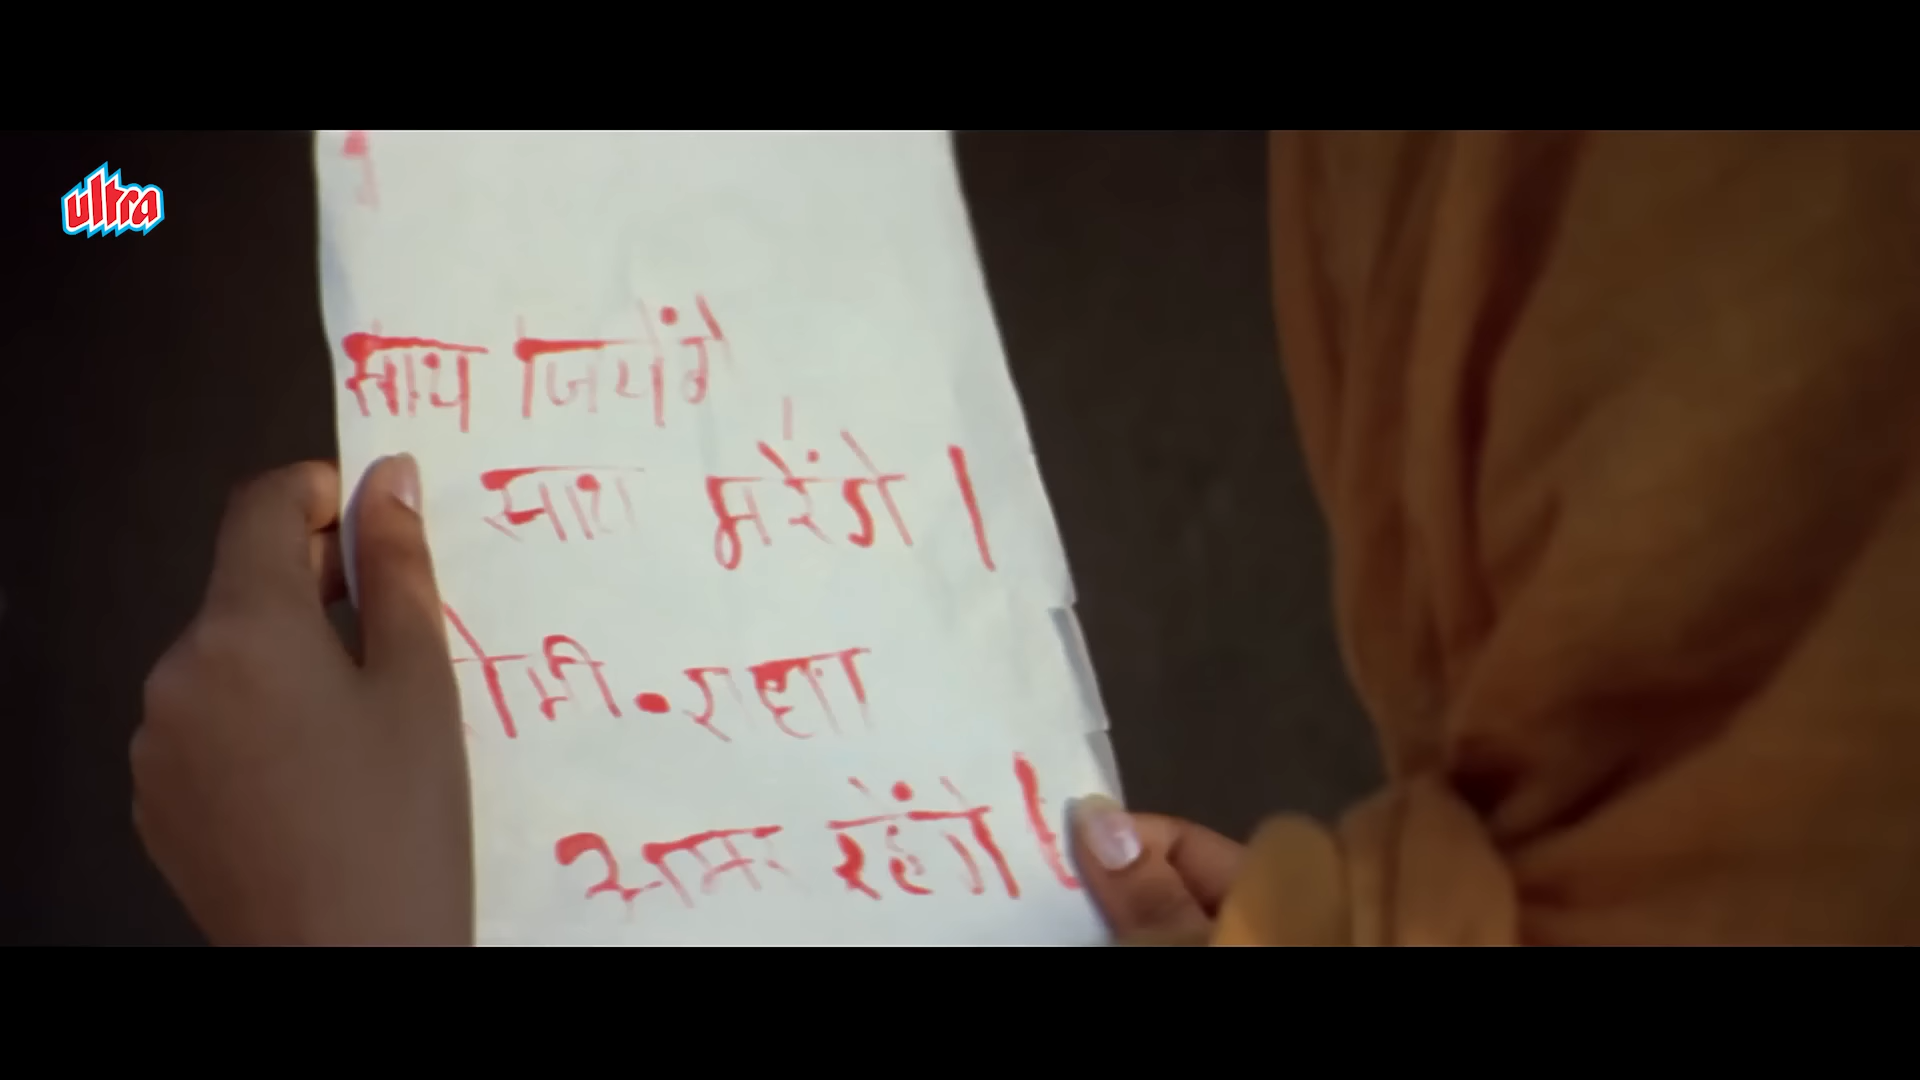 ultra
साथ जियेंगे
साथ मरेंगे ।
राधा
अमर रहेंगे ।